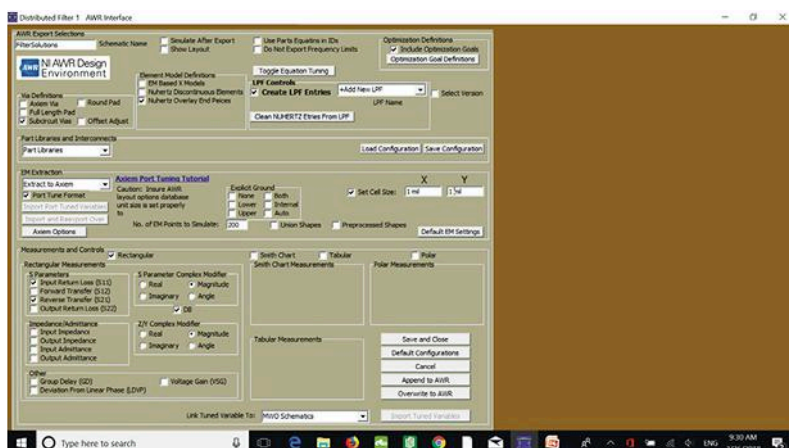 Distributed Filter 1 AWR Interface
AWR Export Selections
FilterSolutions
Schematic Name
Simulate After Export
Show Layout
Use Parts Equatins in IDs
Do Not Export Frequency Limits
Optimization Definitions
Include Optimization Goals
Optimization Goal Definitions
AWR
NI AWR Design
Environment
Toggle Equation Tuning
Element Model Definitions
EM Based X Models
Nuhertz Discontinuous Elements
Nuhertz Overlay End Peices
LPF Controls
Create LPF Entries
+Add New LPF
LPF Name
Select Version
Clean NUHERTZ Etries From LPF
Via Definitions
Axiem Via
Round Pad
Full Length Pad
Subcircuit Vias
Offset Adjust
Part Libraries and Interconnects
Part Libraries
Load Configuration
Save Configuration
EM Extraction
Extract to Axiem
Port Tune Format
Import Port Tuned Variables
Import and Reexport Over
Axiem Options
Axiem Port Tuning Tutorial
Caution: Insure AWR
layout options database
unit size is set properly
to
Explicit Ground
None
Both
Lower
Internal
Upper
Auto
Set Cell Size:
X
Y
1 mil
1 mil
No. of EM Points to Simulate:
200
Union Shapes
Preprocessed Shapes
Default EM Settings
Measurements and Controls
Rectangular
Smith Chart
Tabular
Polar
Rectangular Measurements
Smith Chart Measurements
Polar Measurements
S Parameters
Input Return Loss (S11)
Forward Transfer (S12)
Reverse Transfer (S21)
Output Return Loss (S22)
S Parameter Complex Modifier
Real
Magnitude
Imaginary
Angle
DB
Impedance/Admittance
Input Impedance
Output Impedance
Input Admittance
Output Admittance
Z/Y Complex Modifier
Real
Magnitude
Imaginary
Angle
Tabular Measurements
Save and Close
Default Configurations
Cancel
Append to AWR
Overwrite to AWR
Other
Group Delay (GD)
Voltage Gain (VSG)
Deviation From Linear Phase (LDVP)
Link Tuned Variable To:
MWO Schematics
Import Tuned Variables
Type here to search
ENG
9:30 AM